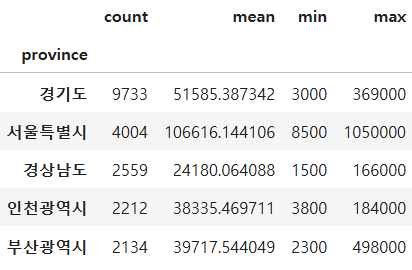 count mean min max
province
경기도 9733 51585.387342 3000 369000
서울특별시 4004 106616.144106 8500 1050000
경상남도 2559 24180.064088 1500 166000
인천광역시 2212 38335.469711 3800 184000
부산광역시 2134 39717.544049 2300 498000